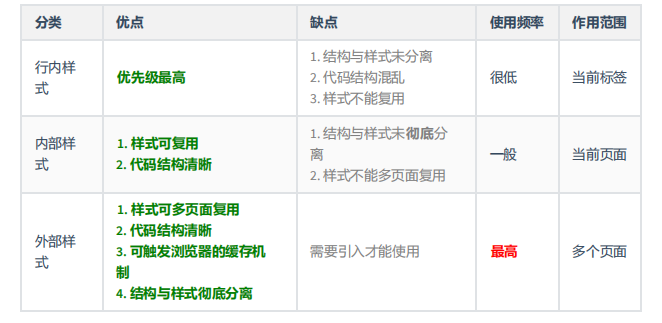 分类 优点 缺点 使用频率 作用范围
行内样
式
优先级最高
1. 结构与样式未分离
2. 代码结构混乱
3. 样式不能复用
很低
当前标签
内部样
式
1. 样式可复用
2. 代码结构清晰
1. 结构与样式未彻底分
离
2. 样式不能多页面复用
一般
当前页面
外部样
式
1. 样式可多页面复用
2. 代码结构清晰
3. 可触发浏览器的缓存机
制
4. 结构与样式彻底分离
需要引入才能使用
最高
多个页面